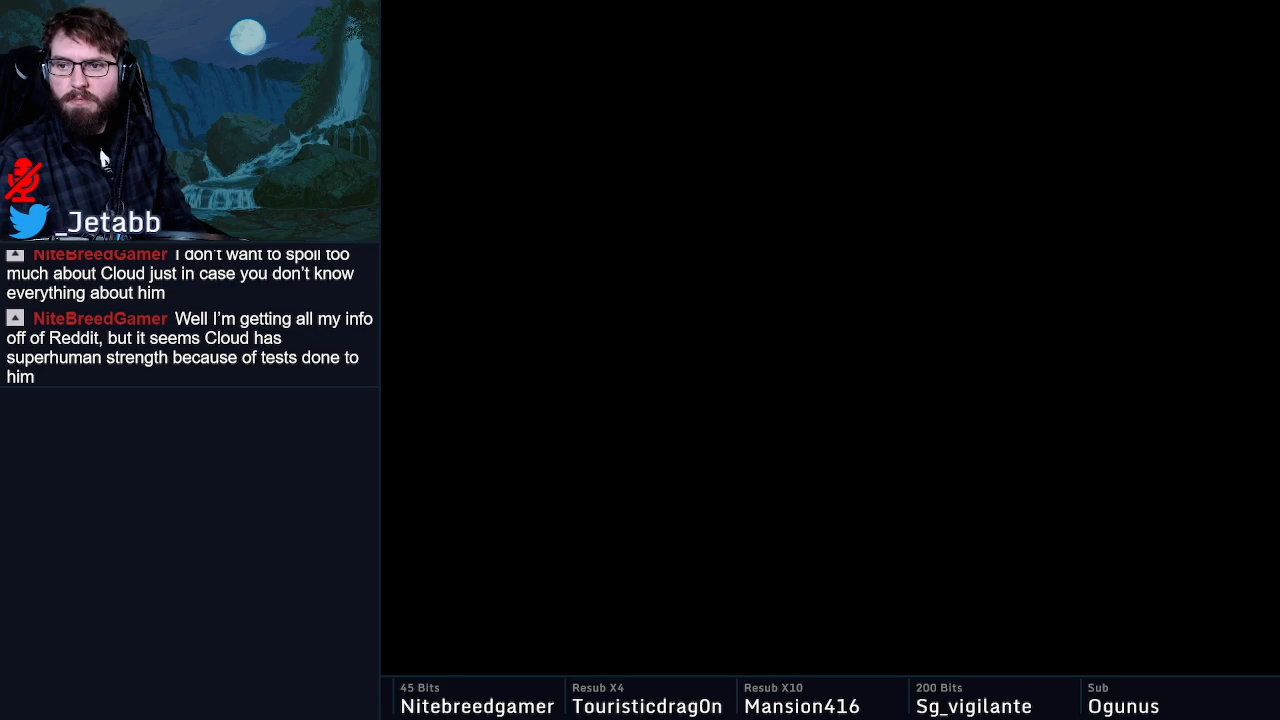 _Jetabb
NiteBreedGamer I don't want to spoil too
much about Cloud just in case you don't know
everything about him
NiteBreedGamer Well I'm getting all my info
off of Reddit, but it seems Cloud has
superhuman strength because of tests done to
him
45 Bits
Nitebreedgamer
Resub X4
Touristicdrag0n
Resub X10
Mansion416
200 Bits
Sg_vigilante
Sub
Ogunus